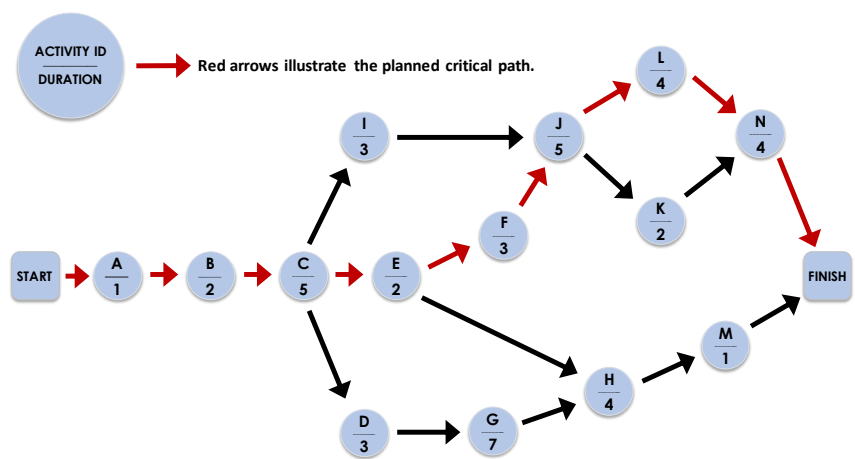 ACTIVITY ID
DURATION
Red arrows illustrate the planned critical path.
L
4
I
3
J
5
N
4
F
3
K
2
START
A
1
B
2
C
5
E
2
FINISH
M
1
H
4
D
3
G
7